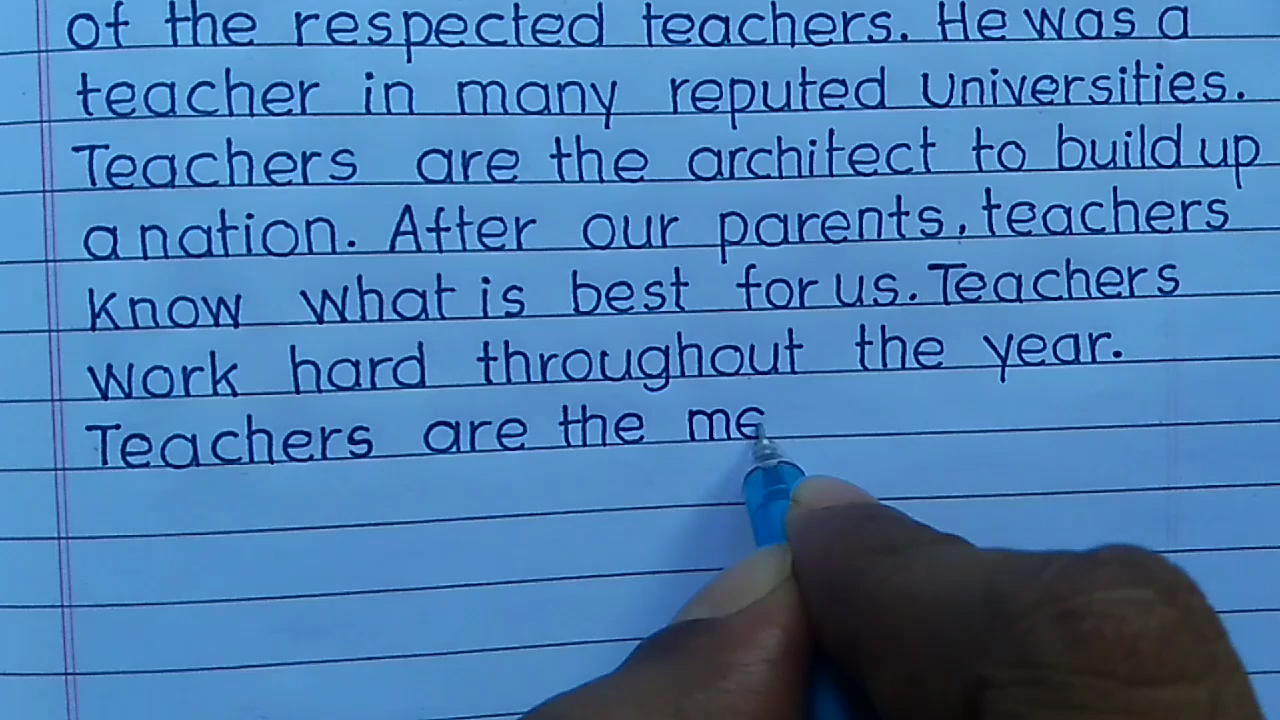 of the respected teachers. He was a
teacher in many reputed universities.
Teachers are the architect to build up
a nation. After our parents, teachers
know what is best for us. Teachers
work hard throughout the year.
Teachers are the